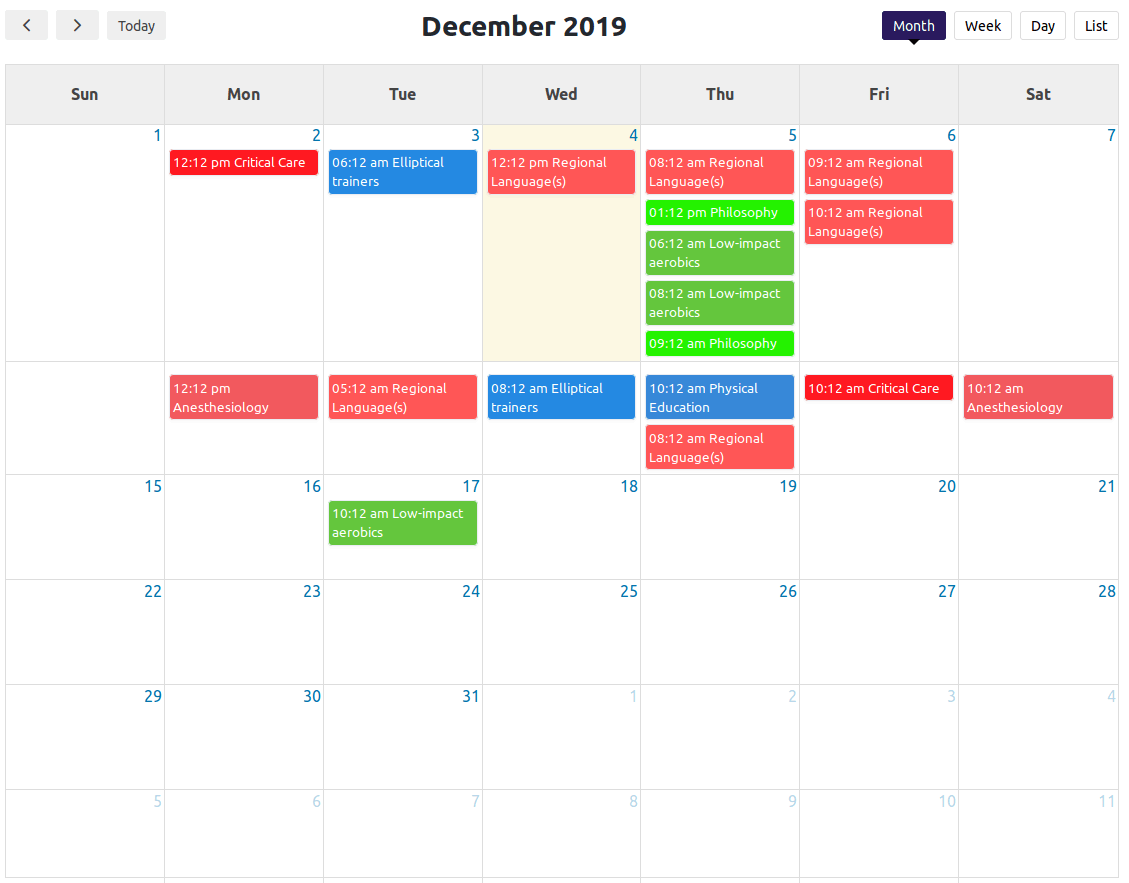 Today
December 2019
Month Week Day List
Sun Mon Tue Wed Thu Fri Sat
1 2 3 4 5 6 7
12:12 pm Critical Care
06:12 am Elliptical
trainers
12:12 pm Regional
Language(s)
08:12 am Regional
Language(s)
01:12 pm Philosophy
06:12 am Low-impact
aerobics
08:12 am Low-impact
aerobics
09:12 am Philosophy
09:12 am Regional
Language(s)
10:12 am Regional
Language(s)
12:12 pm
Anesthesiology
05:12 am Regional
Language(s)
08:12 am Elliptical
trainers
10:12 am Physical
Education
08:12 am Regional
Language(s)
10:12 am Critical Care
10:12 am
Anesthesiology
15 16 17 18 19 20 21
10:12 am Low-impact
aerobics
22 23 24 25 26 27 28
29 30 31 1 2 3 4
5 6 7 8 9 10 11